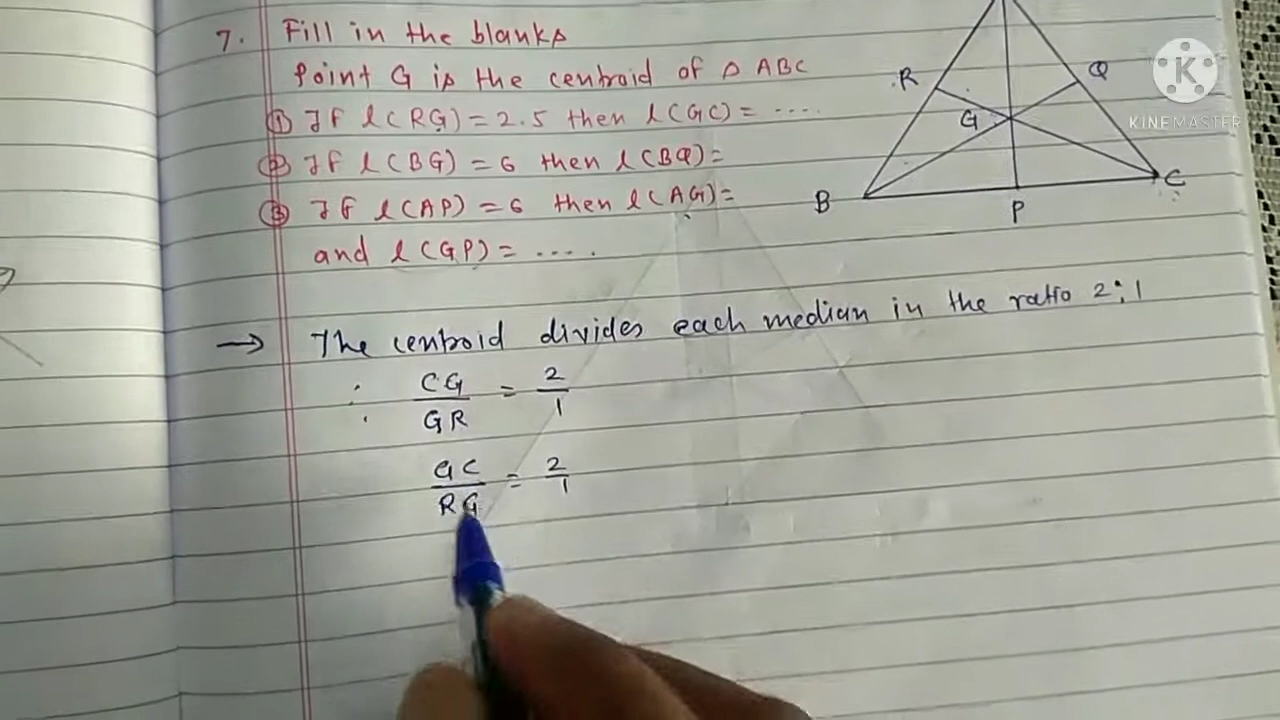 7. Fill in the blanks
Point G is the centroid of △ ABC
① If l(RG) = 2.5 then l(GC) = ....
② If l(BG) = 6 then l(BQ) =
③ If l(AP) = 6 then l(AG) =
and l(GP) = ....
R
Q
G
B
C
P
K
KINEMASTER
→ The centroid divides each median in the ratio 2:1
∴ CG/GR = 2/1
GC/RG = 2/1